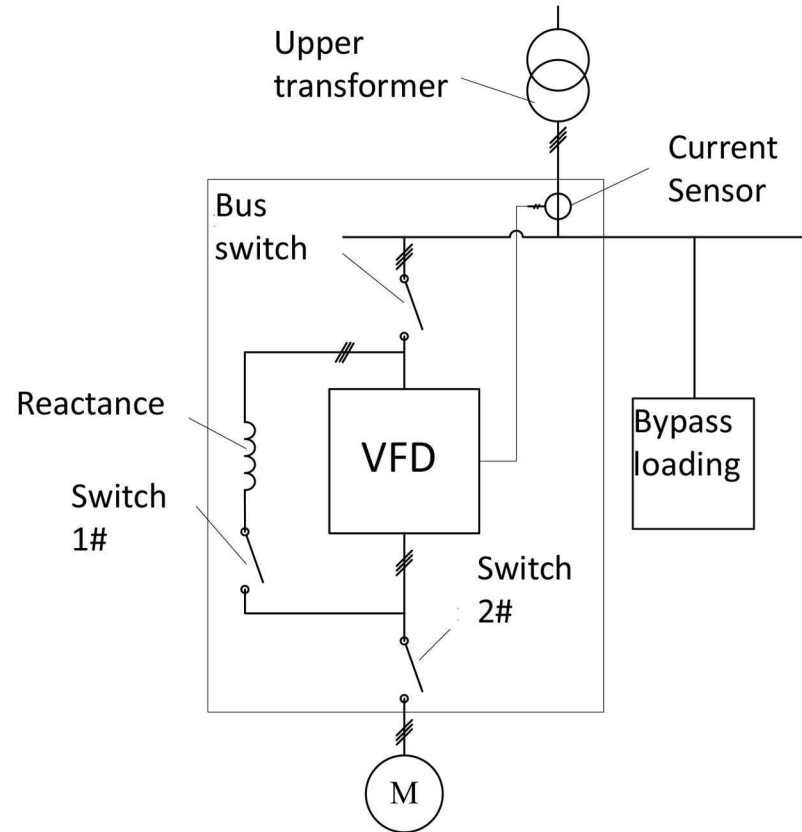 Upper
transformer
Current
Sensor
Bus
switch
Reactance
VFD
Bypass
loading
Switch
1#
Switch
2#
M